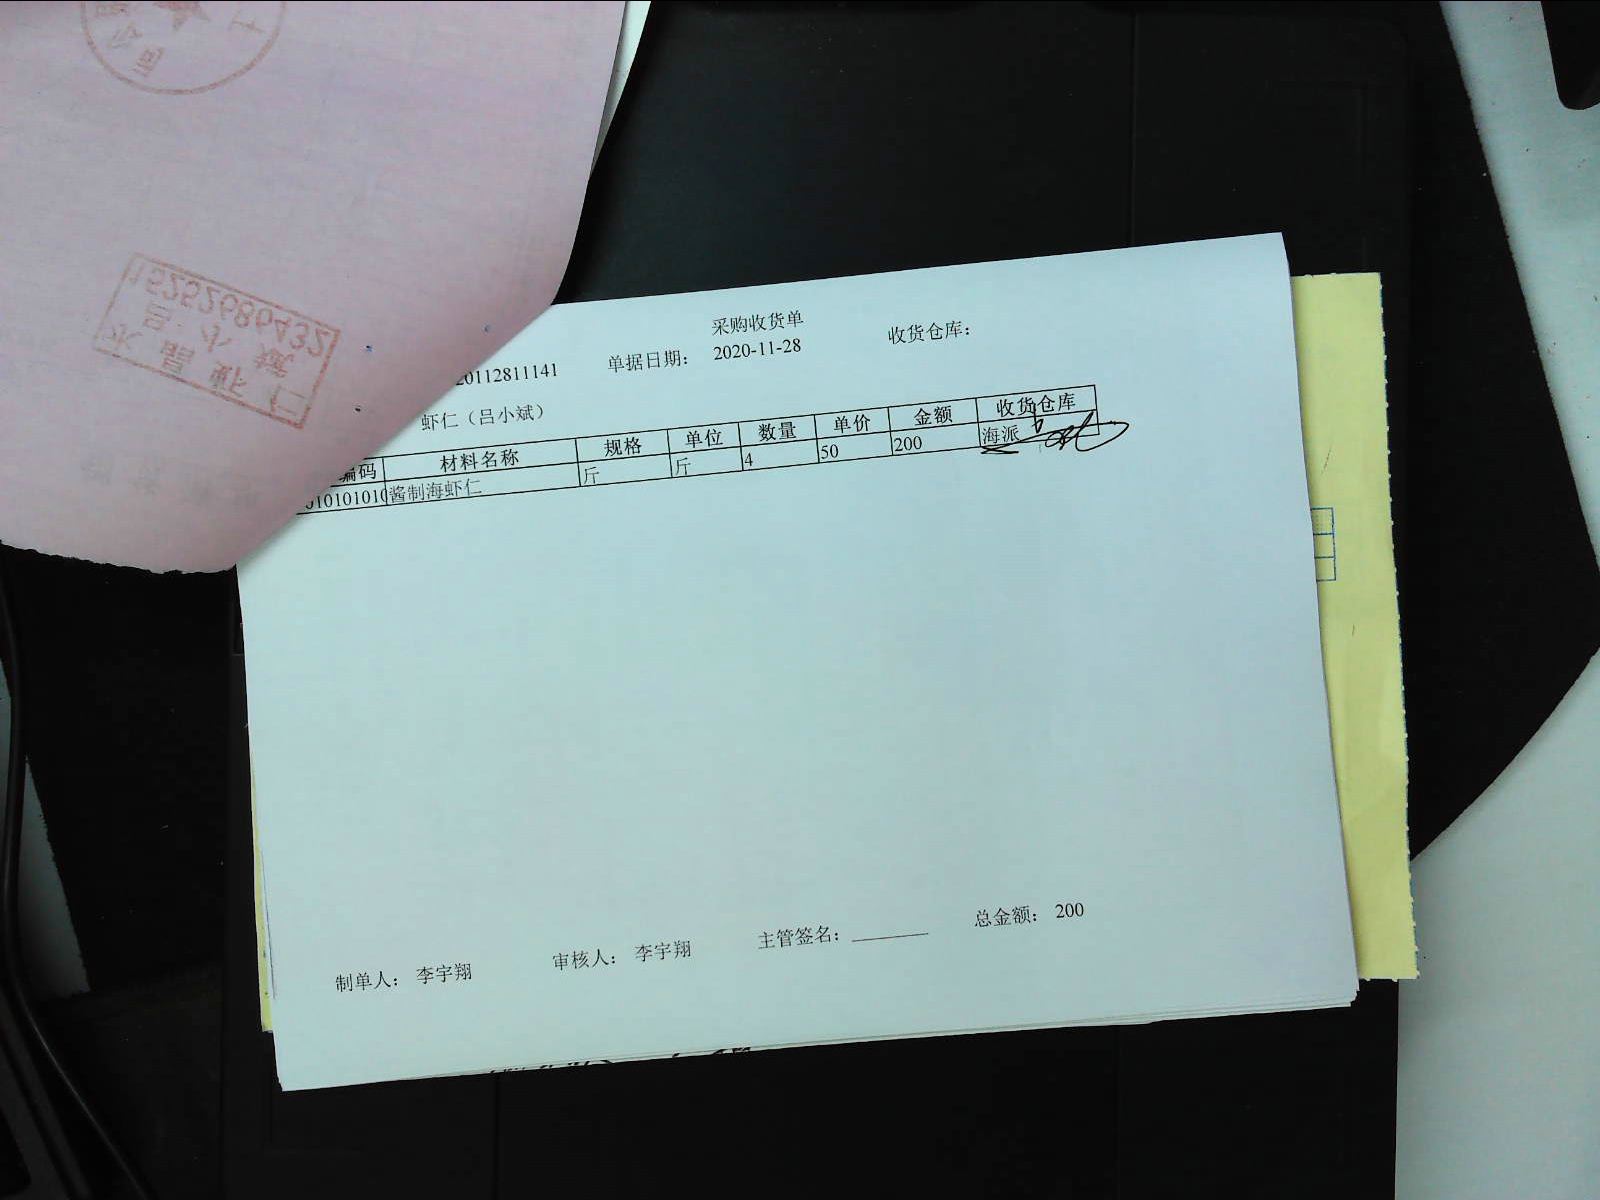 采购收货单
20112811141 单据日期： 2020-11-28 收货仓库：
虾仁（吕小斌）
编码 材料名称 规格 单位 数量 单价 金额 收货仓库
010101010 酱制海虾仁 斤 斤 4 50 200 海派
制单人： 李宇翔 审核人： 李宇翔 主管签名： 总金额： 200
15252686432